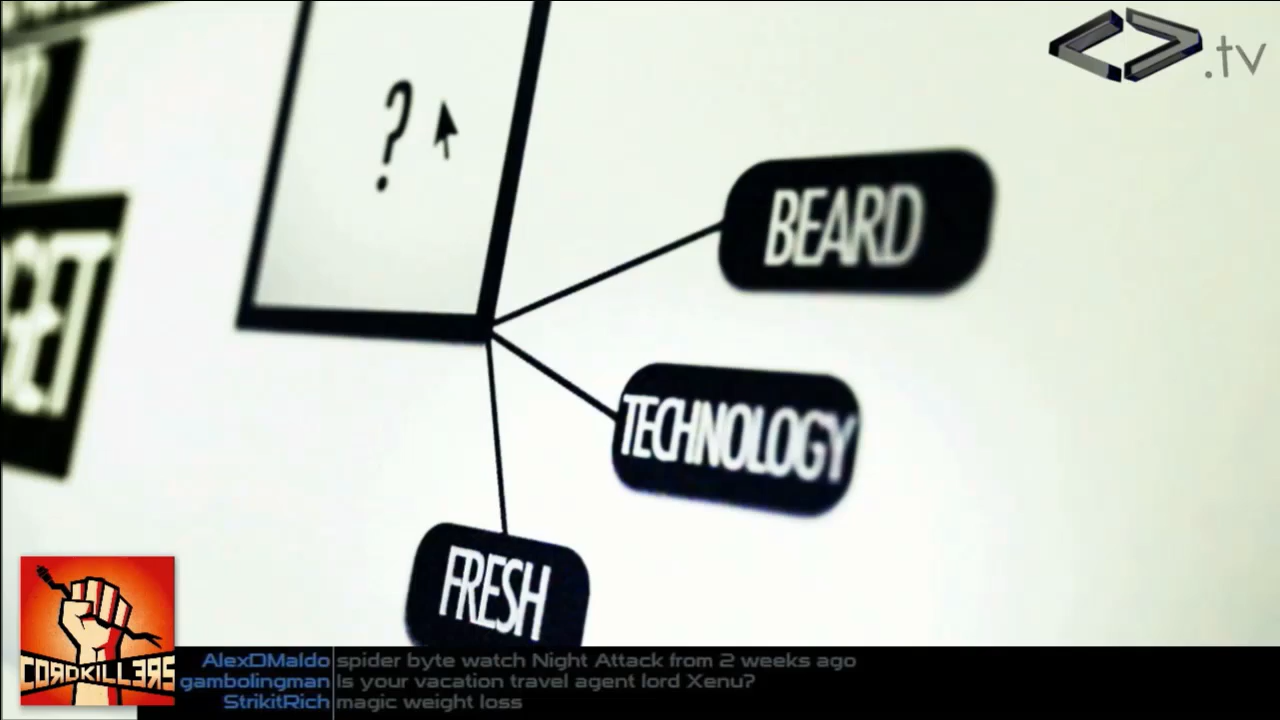 .tv
?
BEARD
TECHNOLOGY
FRESH
CORDKILL3RS
AlexDMaldo spider byte watch Night Attack from 2 weeks ago
gambolingman Is your vacation travel agent lord Xenu?
StrikitRich magic weight loss